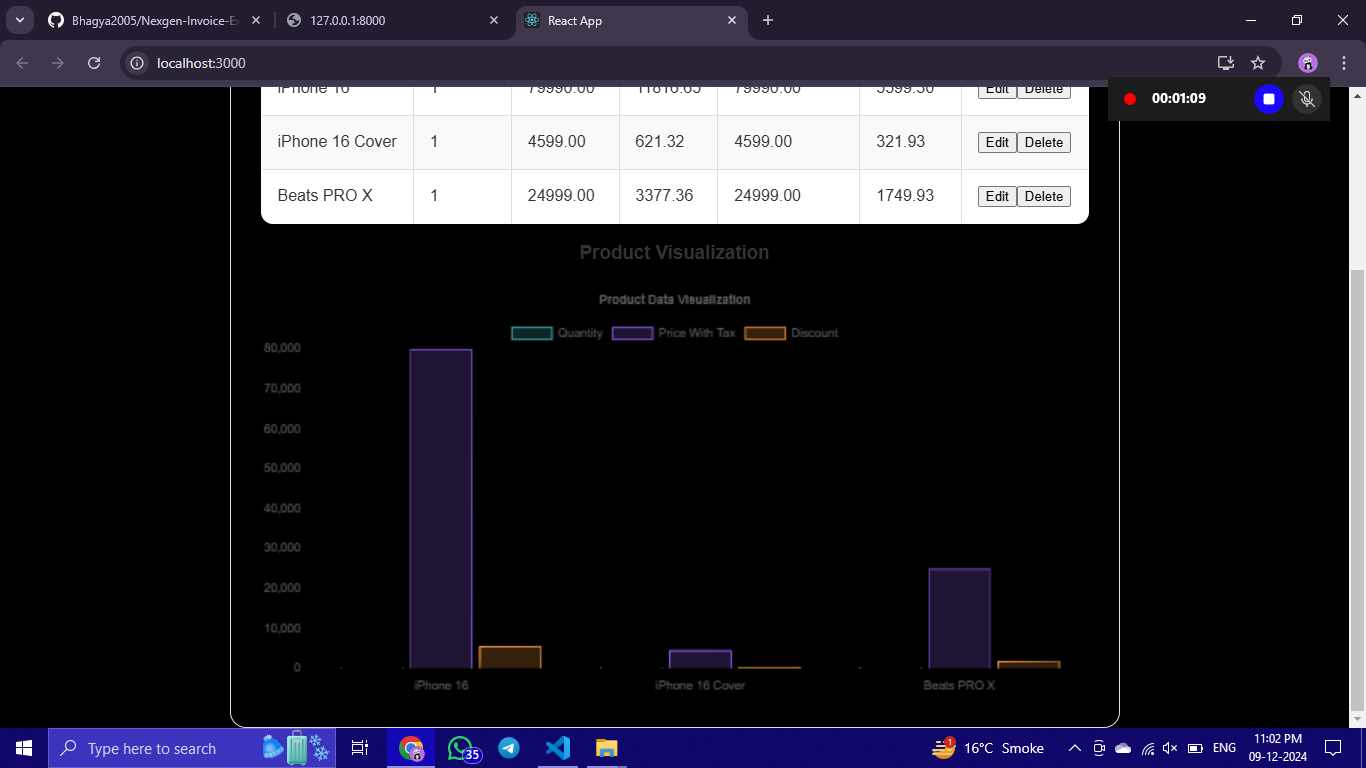 Bhagya2005/Nexgen-Invoice-E
127.0.0.1:8000
React App
localhost:3000
00:01:09
iPhone 16 1 79990.00 11816.65 79990.00 5599.30 Edit Delete
iPhone 16 Cover 1 4599.00 621.32 4599.00 321.93 Edit Delete
Beats PRO X 1 24999.00 3377.36 24999.00 1749.93 Edit Delete
Product Visualization
Product Data Visualization
Quantity Price With Tax Discount
80,000
70,000
60,000
50,000
40,000
30,000
20,000
10,000
0
iPhone 16 iPhone 16 Cover Beats PRO X
Type here to search
35
1
16°C Smoke
ENG
11:02 PM
09-12-2024